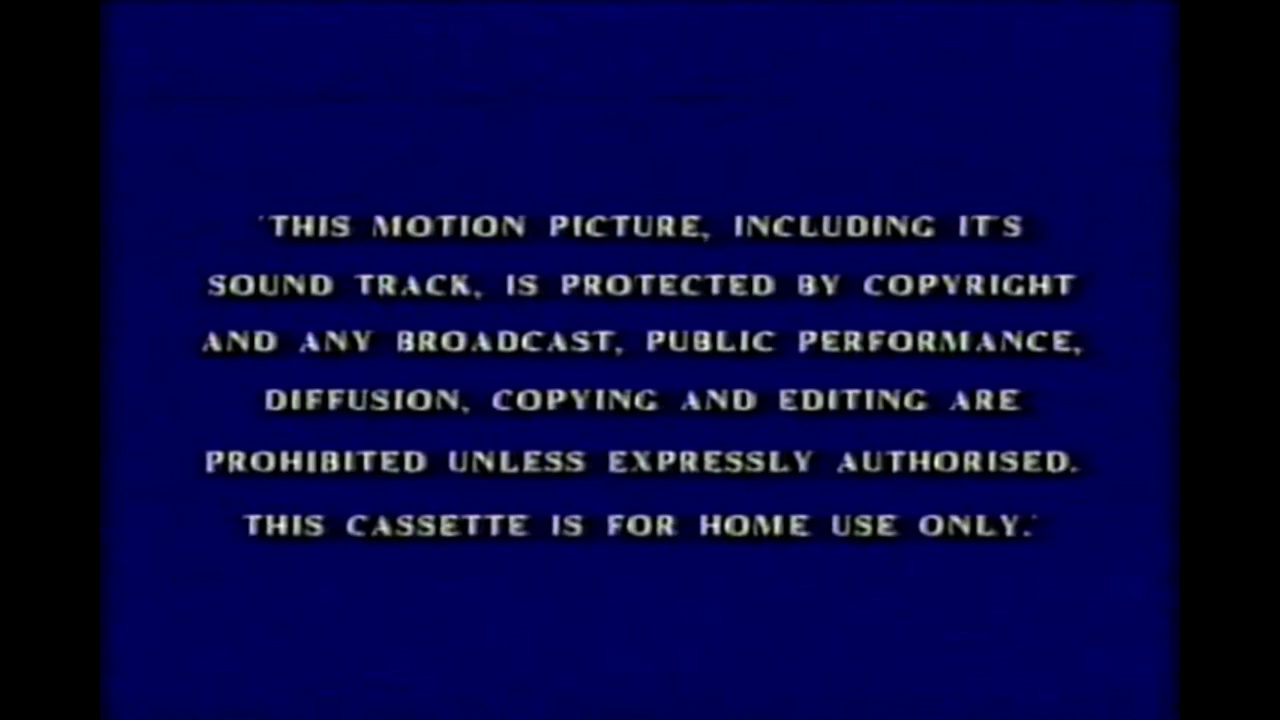 'THIS MOTION PICTURE, INCLUDING IT'S
SOUND TRACK, IS PROTECTED BY COPYRIGHT
AND ANY BROADCAST, PUBLIC PERFORMANCE,
DIFFUSION, COPYING AND EDITING ARE
PROHIBITED UNLESS EXPRESSLY AUTHORISED.
THIS CASSETTE IS FOR HOME USE ONLY.'